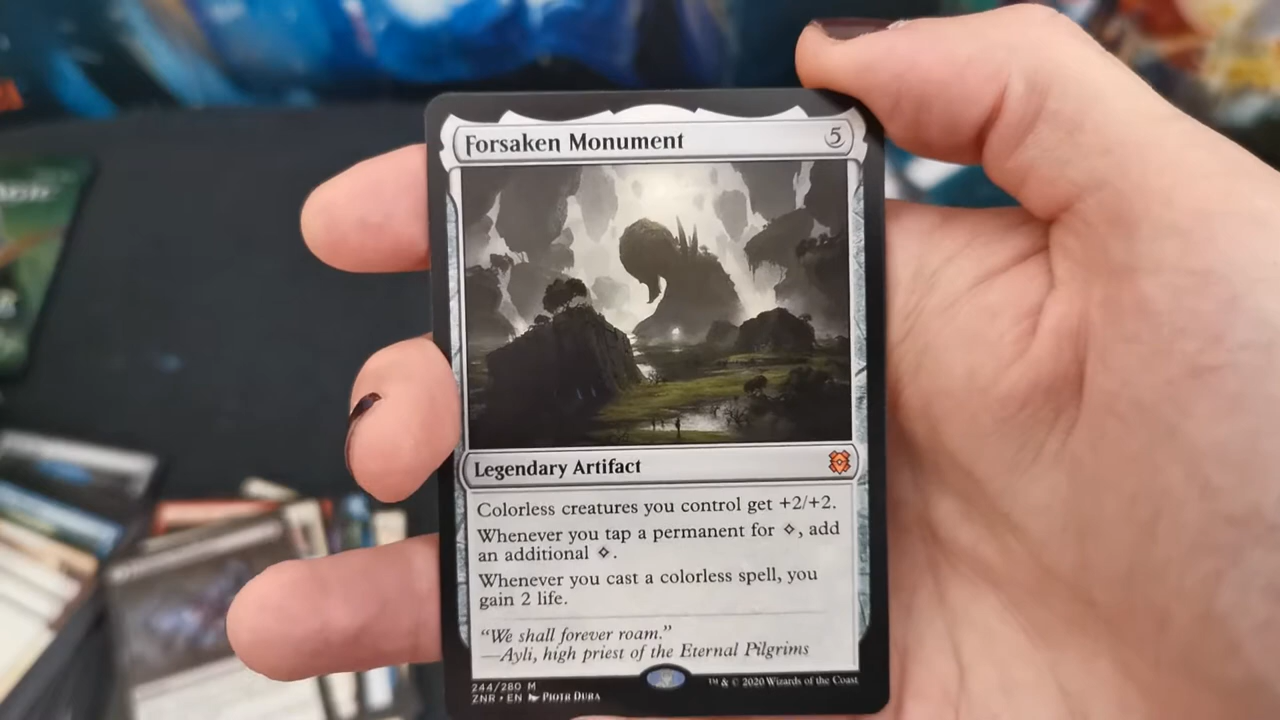 Forsaken Monument 5
Legendary Artifact
Colorless creatures you control get +2/+2.
Whenever you tap a permanent for ◇, add
an additional ◇.
Whenever you cast a colorless spell, you
gain 2 life.
“We shall forever roam.”
—Ayli, high priest of the Eternal Pilgrims
244/280 M
ZNR • EN Piotr Dura
™ & © 2020 Wizards of the Coast